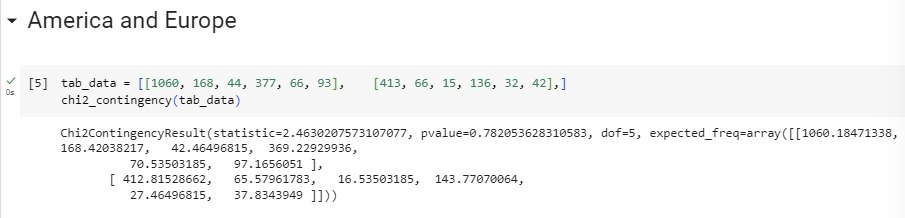 America and Europe
[5] tab_data = [[1060, 168, 44, 377, 66, 93], [413, 66, 15, 136, 32, 42],]
0s chi2_contingency(tab_data)
Chi2ContingencyResult(statistic=2.4630207573107077, pvalue=0.782053628310583, dof=5, expected_freq=array([[1060.18471338,
168.42038217, 42.46496815, 369.22929936,
70.53503185, 97.1656051 ],
[ 412.81528662, 65.57961783, 16.53503185, 143.77070064,
27.46496815, 37.8343949 ]]))